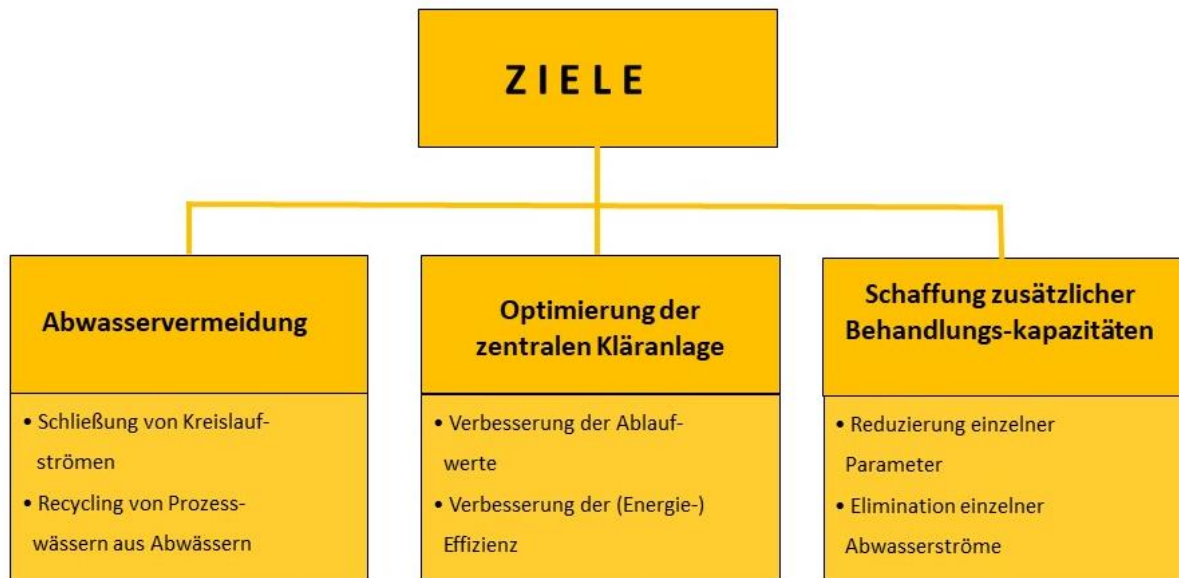 ZIELE
Abwasservermeidung
• Schließung von Kreislauf-
strömen
• Recycling von Prozess-
wässern aus Abwässern
Optimierung der
zentralen Kläranlage
• Verbesserung der Ablauf-
werte
• Verbesserung der (Energie-)
Effizienz
Schaffung zusätzlicher
Behandlungs-kapazitäten
• Reduzierung einzelner
Parameter
• Elimination einzelner
Abwasserströme